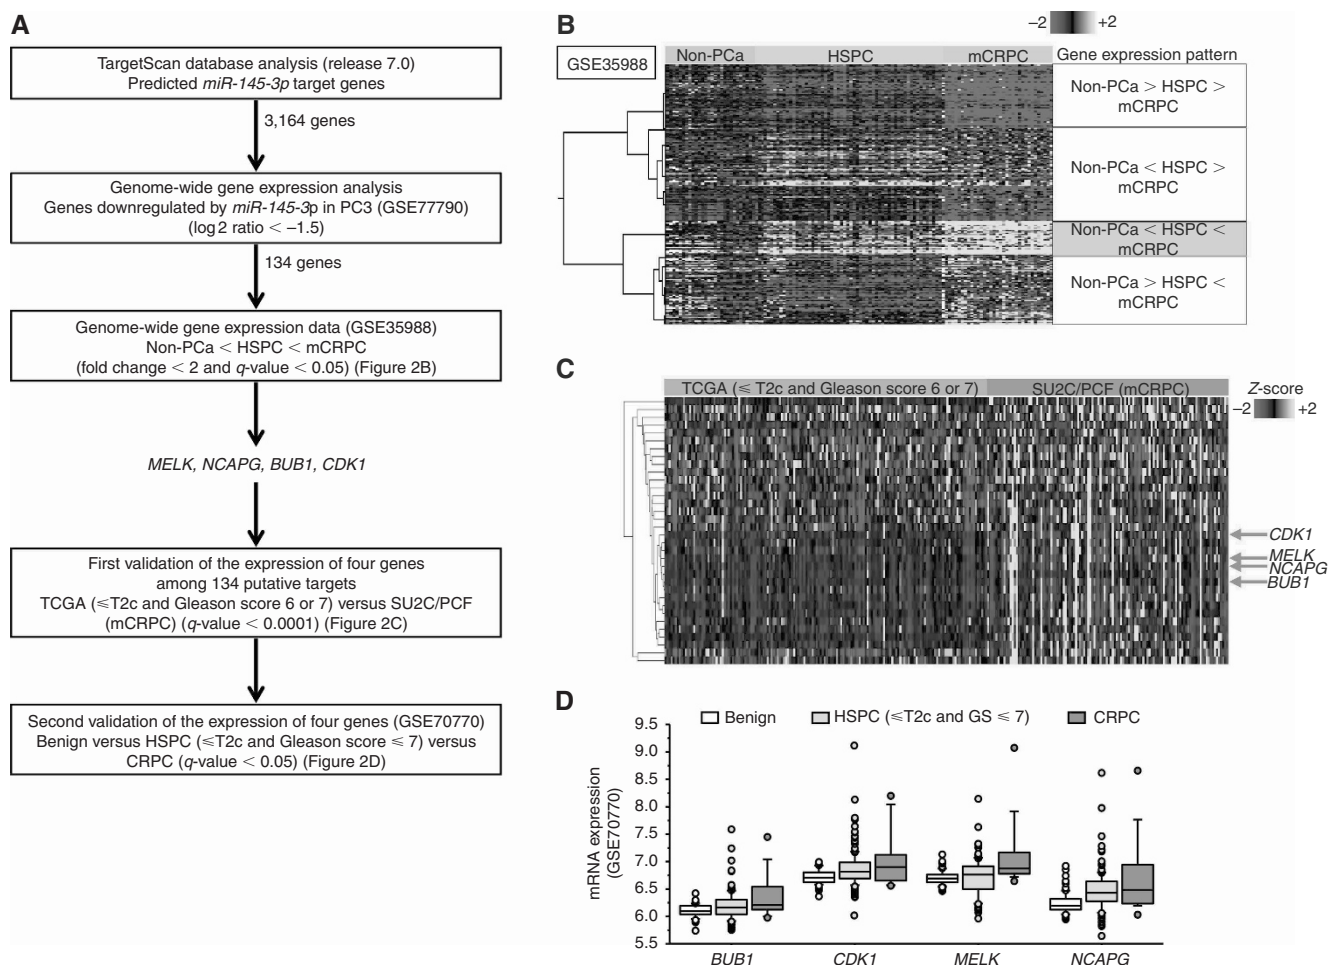 A
TargetScan database analysis (release 7.0)
Predicted miR-145-3p target genes
3,164 genes
Genome-wide gene expression analysis
Genes downregulated by miR-145-3p in PC3 (GSE77790)
(log2 ratio < –1.5)
134 genes
Genome-wide gene expression data (GSE35988)
Non-PCa < HSPC < mCRPC
(fold change < 2 and q-value < 0.05) (Figure 2B)
MELK, NCAPG, BUB1, CDK1
First validation of the expression of four genes
among 134 putative targets
TCGA (≤T2c and Gleason score 6 or 7) versus SU2C/PCF
(mCRPC) (q-value < 0.0001) (Figure 2C)
Second validation of the expression of four genes (GSE70770)
Benign versus HSPC (≤T2c and Gleason score ≤ 7) versus
CRPC (q-value < 0.05) (Figure 2D)
B
–2 +2
GSE35988
Non-PCa HSPC mCRPC Gene expression pattern
Non-PCa > HSPC >
mCRPC
Non-PCa < HSPC >
mCRPC
Non-PCa < HSPC <
mCRPC
Non-PCa > HSPC <
mCRPC
C
TCGA (≤ T2c and Gleason score 6 or 7) SU2C/PCF (mCRPC)
Z-score
–2 +2
CDK1
MELK
NCAPG
BUB1
D
Benign HSPC (≤T2c and GS ≤ 7) CRPC
mRNA expression
(GSE70770)
9.5
9.0
8.5
8.0
7.5
7.0
6.5
6.0
5.5
BUB1 CDK1 MELK NCAPG